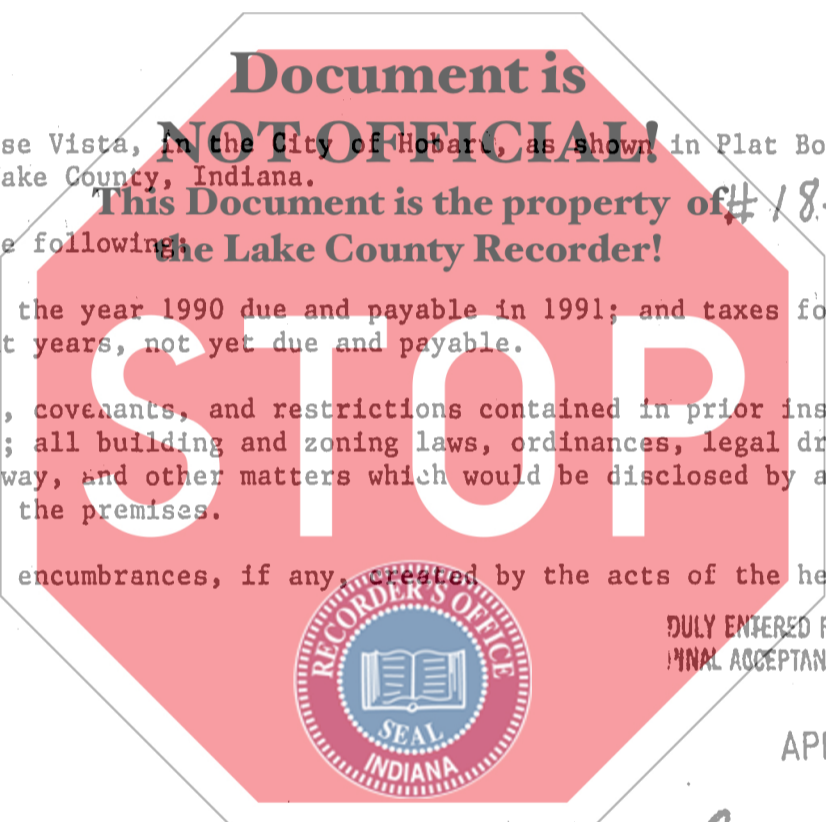 Document is
NOT OFFICIAL!
se Vista, in the City of Hobart, as shown in Plat Bo
ake County, Indiana.
This Document is the property of
#18
e following:
the Lake County Recorder!
the year 1990 due and payable in 1991; and taxes fo
t years, not yet due and payable.
STOP
, covenants, and restrictions contained in prior ins
; all building and zoning laws, ordinances, legal dr
way, and other matters which would be disclosed by a
the premises.
encumbrances, if any, created by the acts of the he
RECORDER'S OFFICE
SEAL
INDIANA
DULY ENTERED F
FINAL ACCEPTAN
AP